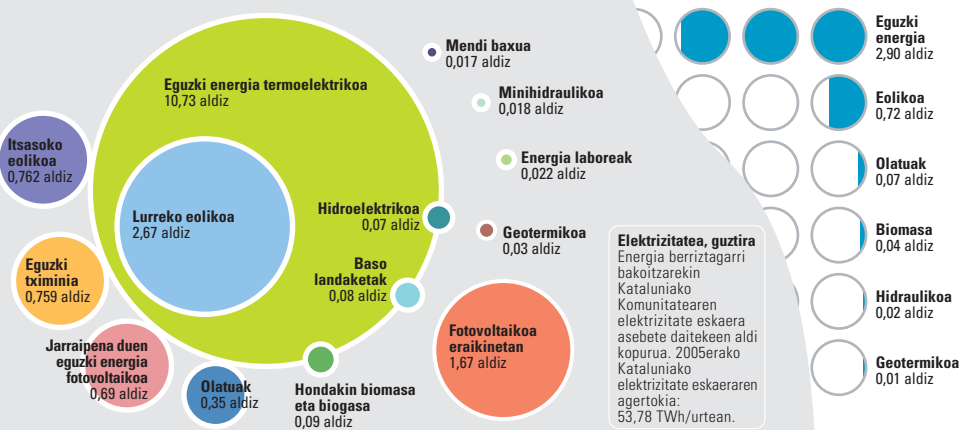 Mendi baxua
0,017 aldiz
Eguzki energia termoelektrikoa
10,73 aldiz
Minihidraulikoa
0,018 aldiz
Itsasoko
eolikoa
0,762 aldiz
Energia laboreak
0,022 aldiz
Lurreko eolikoa
2,67 aldiz
Hidroelektrikoa
0,07 aldiz
Geotermikoa
0,03 aldiz
Eguzki
tximinia
0,759 aldiz
Baso
landaketak
0,08 aldiz
Fotovoltaikoa
eraikinetan
1,67 aldiz
Jarraipena duen
eguzki energia
fotovoltaikoa
0,69 aldiz
Olatuak
0,35 aldiz
Hondakin biomasa
eta biogasa
0,09 aldiz
Elektrizitatea, guztira
Energia berriztagarri
bakoitzarekin
Kataluniako
Komunitatearen
elektrizitate eskaera
asebete daitekeen aldi
kopurua. 2005erako
Kataluniako
elektrizitate eskaeraren
agertokia:
53,78 TWh/urtean.
Eguzki
energia
2,90 aldiz
Eolikoa
0,72 aldiz
Olatuak
0,07 aldiz
Biomasa
0,04 aldiz
Hidraulikoa
0,02 aldiz
Geotermikoa
0,01 aldiz